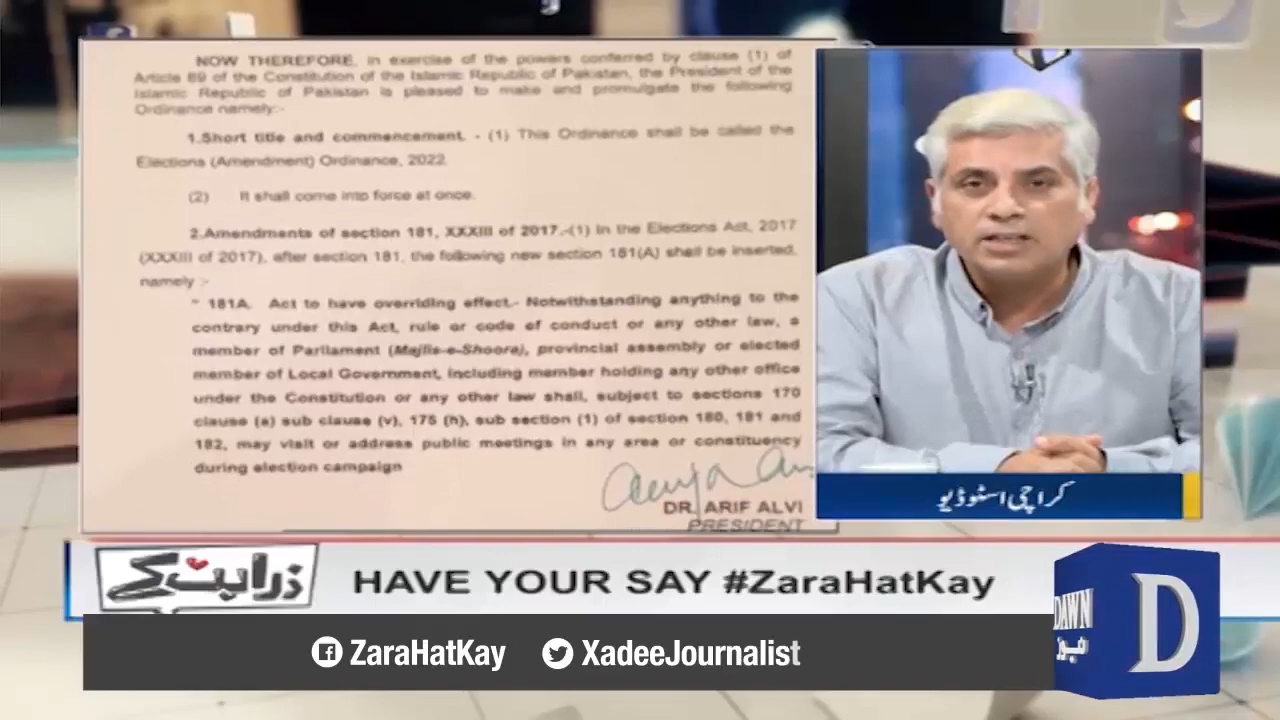 NOW THEREFORE, in exercise of the powers conferred by clause (1) of
Article 89 of the Constitution of the Islamic Republic of Pakistan, the President of the
Islamic Republic of Pakistan is pleased to make and promulgate the following
Ordinance namely:-
1.Short title and commencement. - (1) This Ordinance shall be called the
Elections (Amendment) Ordinance, 2022.
(2) It shall come into force at once.
2.Amendments of section 181, XXXIII of 2017.-(1) In the Elections Act, 2017
(XXXIII of 2017), after section 181, the following new section 181(A) shall be inserted,
namely :-
" 181A. Act to have overriding effect.- Notwithstanding anything to the
contrary under this Act, rule or code of conduct or any other law, a
member of Parliament (Majlis-e-Shoora), provincial assembly or elected
member of Local Government, including member holding any other office
under the Constitution or any other law shall, subject to sections 170
clause (a) sub clause (v), 175 (h), sub section (1) of section 180, 181 and
182, may visit or address public meetings in any area or constituency
during election campaign
DR. ARIF ALVI
PRESIDENT
کراچی اسٹوڈیو
ذرا ہٹ کے
HAVE YOUR SAY #ZaraHatKay
ZaraHatKay XadeeJournalist
DAWN
نیوز
D